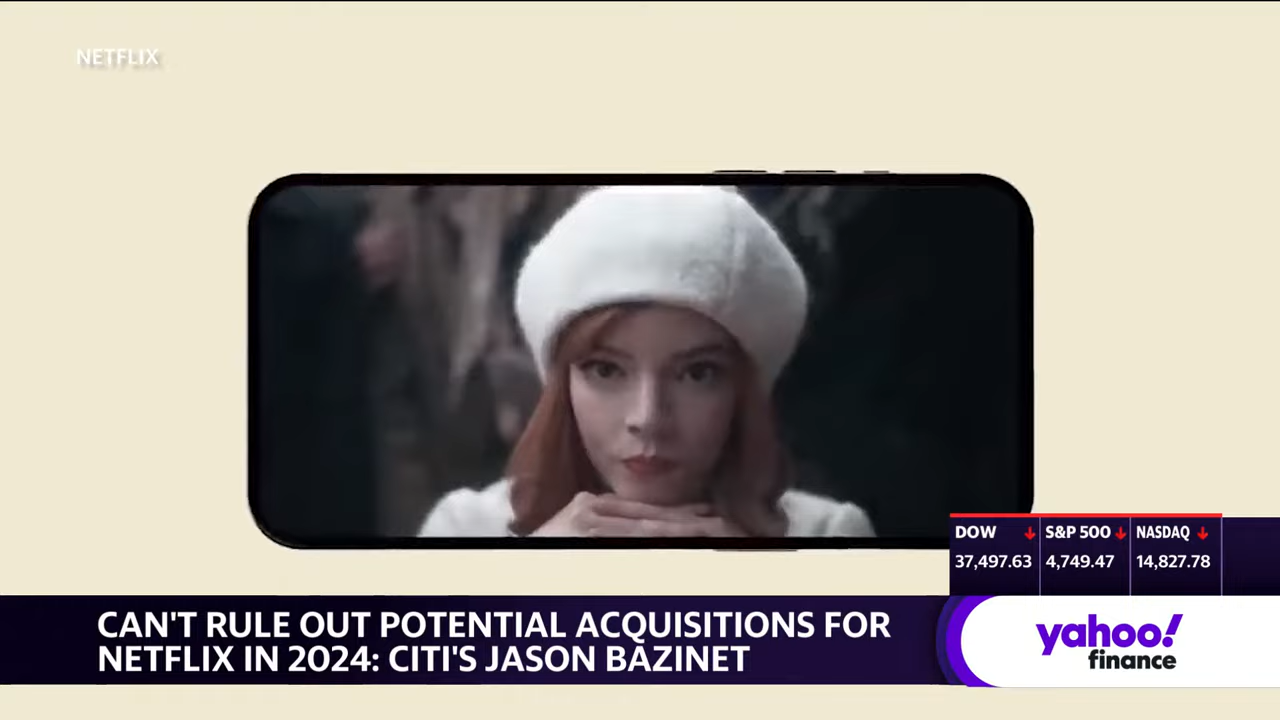 NETFLIX
DOW
37,497.63
S&P 500
4,749.47
NASDAQ
14,827.78
CAN'T RULE OUT POTENTIAL ACQUISITIONS FOR
NETFLIX IN 2024: CITI'S JASON BAZINET
yahoo!
finance